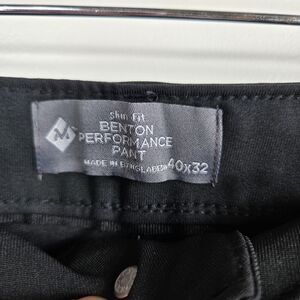 Slim Fit
BENTON
PERFORMANCE
PANT
MADE IN BANGLADESH 40X32
M